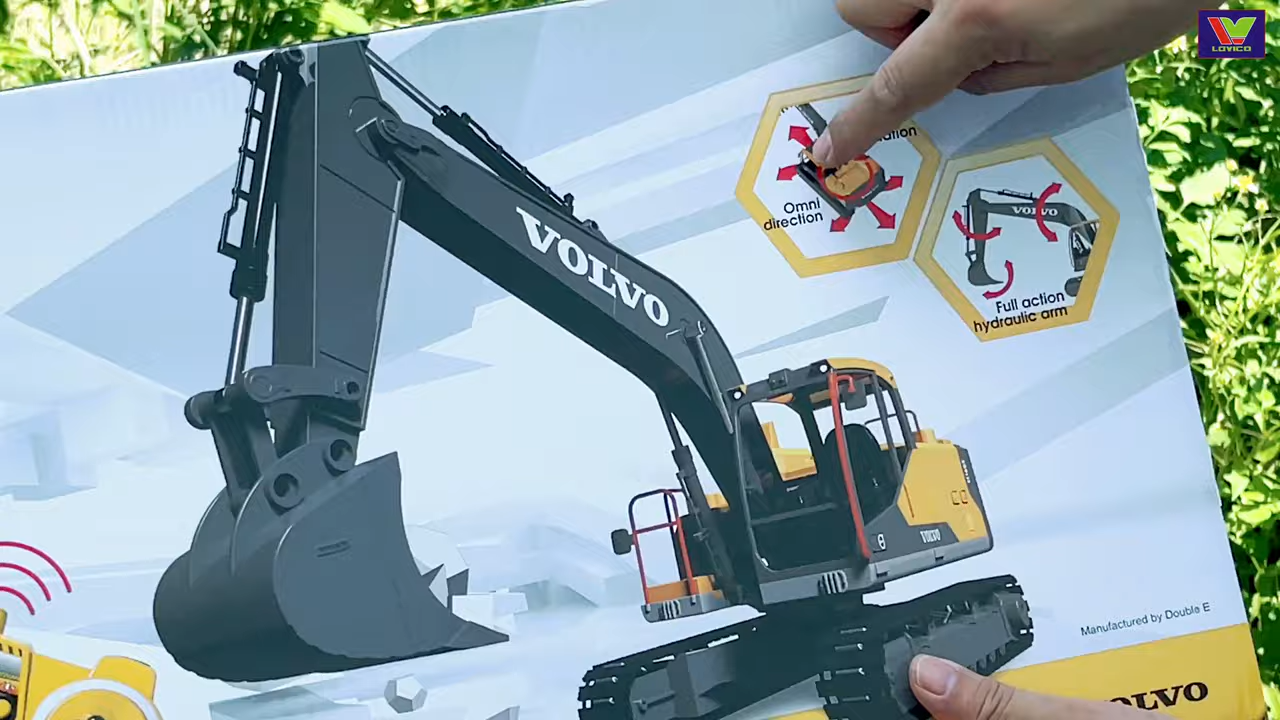 LOVICO
VOLVO
Omni
direction
VOLVO
Full action
hydraulic arm
VOLVO
Manufactured by Double E